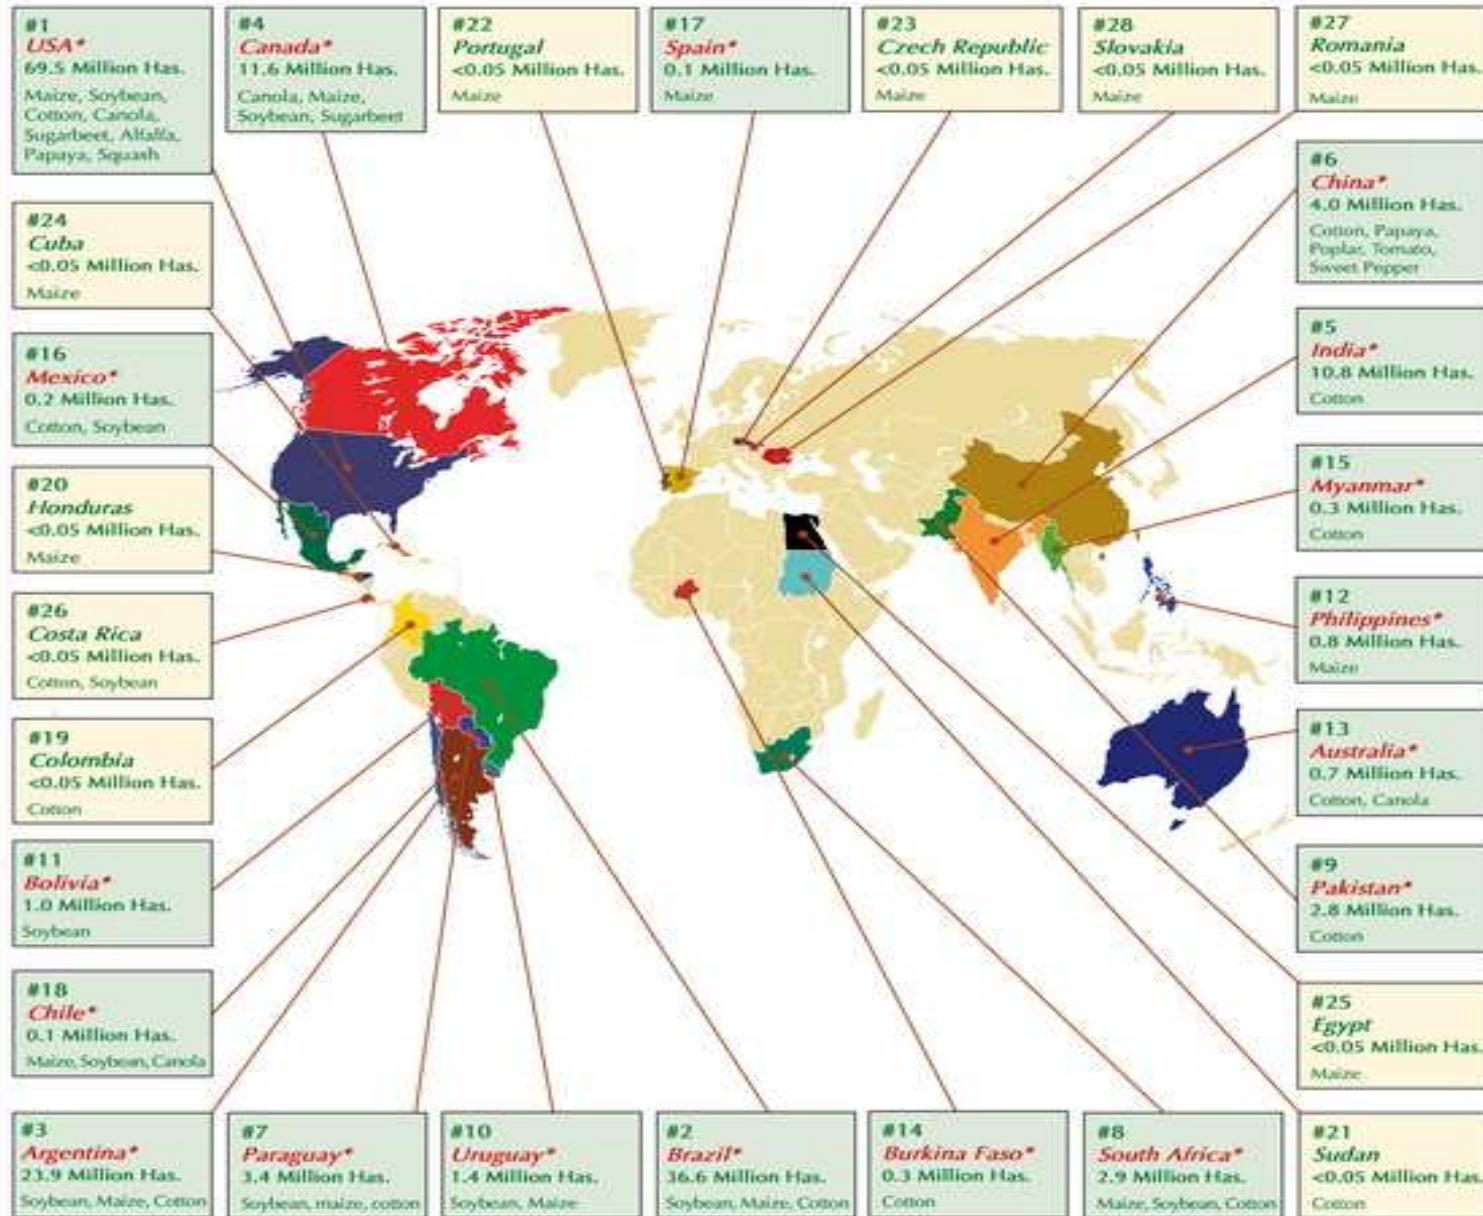 #1
USA*
69.5 Million Has.
Maize, Soybean,
Cotton, Canola,
Sugarbeet, Alfalfa,
Papaya, Squash
#4
Canada*
11.6 Million Has.
Canola, Maize,
Soybean, Sugarbeet
#22
Portugal
<0.05 Million Has.
Maize
#17
Spain*
0.1 Million Has.
Maize
#23
Czech Republic
<0.05 Million Has.
Maize
#28
Slovakia
<0.05 Million Has.
Maize
#27
Romania
<0.05 Million Has.
Maize
#24
Cuba
<0.05 Million Has.
Maize
#16
Mexico*
0.2 Million Has.
Cotton, Soybean
#20
Honduras
<0.05 Million Has.
Maize
#26
Costa Rica
<0.05 Million Has.
Cotton, Soybean
#19
Colombia
<0.05 Million Has.
Cotton
#11
Bolivia*
1.0 Million Has.
Soybean
#18
Chile*
0.1 Million Has.
Maize, Soybean, Canola
#6
China*
4.0 Million Has.
Cotton, Papaya,
Poplar, Tomato,
Sweet Pepper
#5
India*
10.8 Million Has.
Cotton
#15
Myanmar*
0.3 Million Has.
Cotton
#12
Philippines*
0.8 Million Has.
Maize
#13
Australia*
0.7 Million Has.
Cotton, Canola
#9
Pakistan*
2.8 Million Has.
Cotton
#25
Egypt
<0.05 Million Has.
Maize
#3
Argentina*
23.9 Million Has.
Soybean, Maize, Cotton
#7
Paraguay*
3.4 Million Has.
Soybean, maize, cotton
#10
Uruguay*
1.4 Million Has.
Soybean, Maize
#2
Brazil*
36.6 Million Has.
Soybean, Maize, Cotton
#14
Burkina Faso*
0.3 Million Has.
Cotton
#8
South Africa*
2.9 Million Has.
Maize, Soybean, Cotton
#21
Sudan
<0.05 Million Has.
Cotton